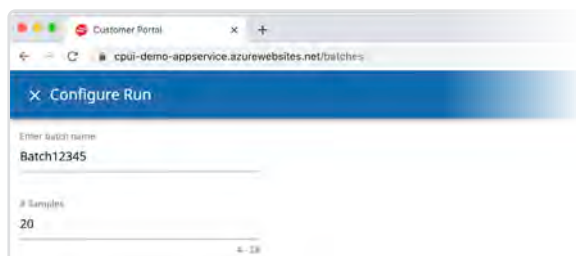 Customer Portal
cpui-demo-appservice.azurewebsites.net/batches
Configure Run
Enter batch name
Batch12345
# Samples
20